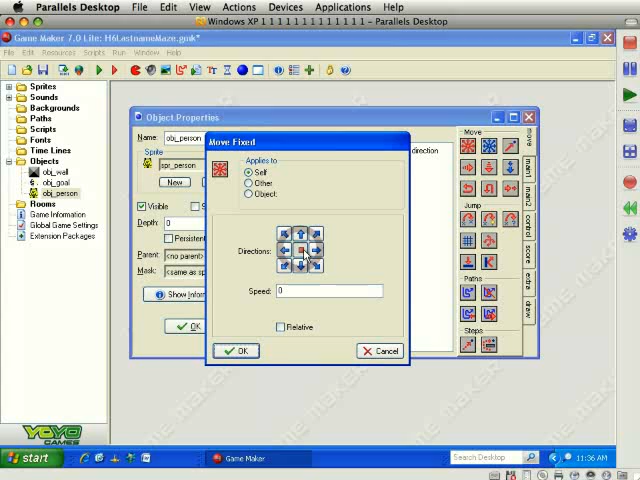 Parallels Desktop File Edit View Actions Devices Applications Help
Windows XP 1 1 1 1 1 1 1 1 1 1 1 1 1 - Parallels Desktop
Game Maker 7.0 Lite: H6LastnameMaze.gmk*
File Edit Resources Scripts Run Window Help
Sprites
Sounds
Backgrounds
Paths
Scripts
Fonts
Time Lines
Objects
obj_wall
obj_goal
obj_person
Rooms
Game Information
Global Game Settings
Extension Packages
Object Properties
Name: obj_person
Sprite
spr_person
New
Visible
Depth: 0
Persistent
Parent: <no parent>
Mask: <same as sp
Show Inform
OK
Move Fixed
Applies to
Self
Other
Object:
Directions:
Speed: 0
Relative
OK
Cancel
direction
Move
Jump
Paths
Steps
move
main1
main2
control
score
extra
draw
YOYO
GAMES
start
Game Maker
Search Desktop
11:36 AM